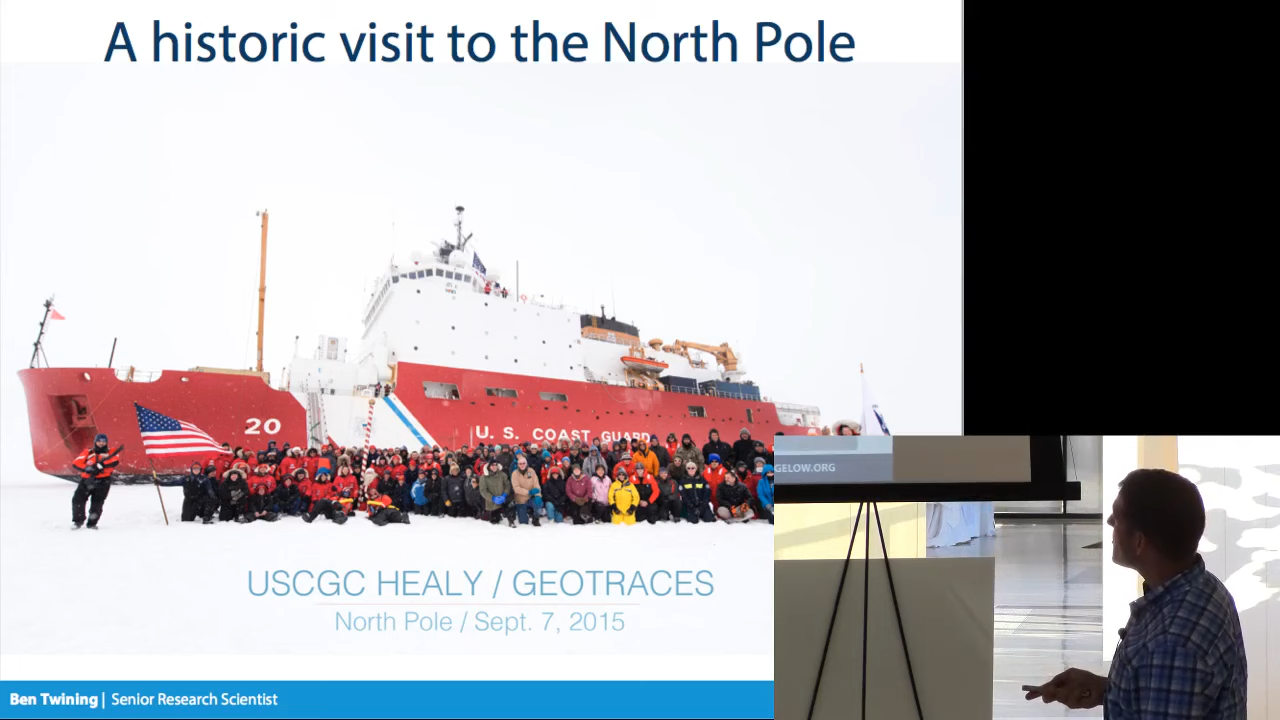 A historic visit to the North Pole
20
U. S. COAST GUARD
USCGC HEALY / GEOTRACES
North Pole / Sept. 7, 2015
GELOW.ORG
Ben Twining | Senior Research Scientist